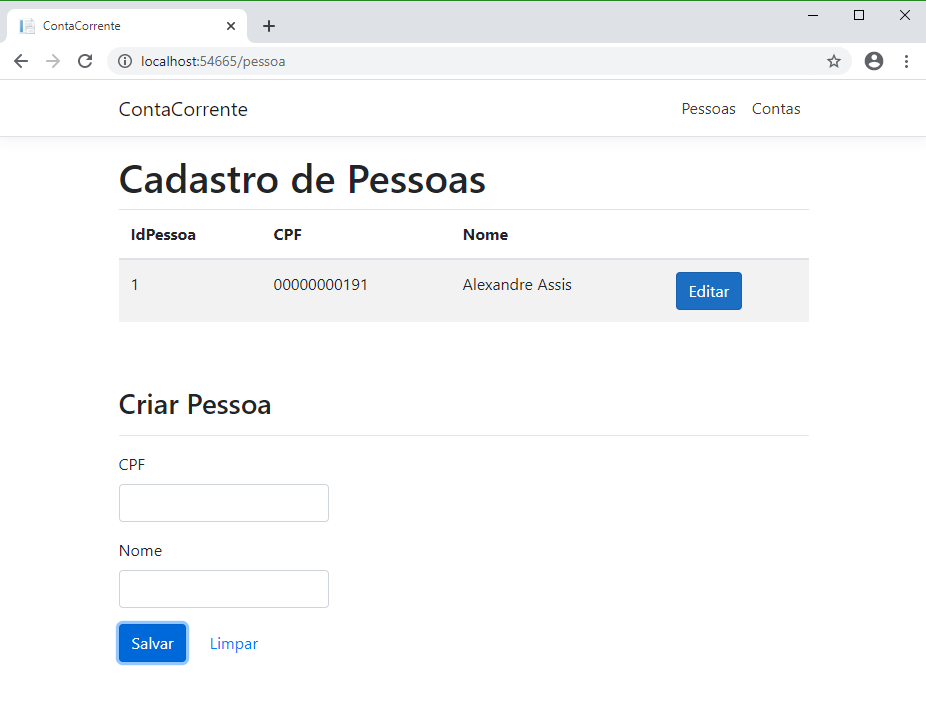 ContaCorrente
localhost:54665/pessoa
ContaCorrente Pessoas Contas
Cadastro de Pessoas
IdPessoa CPF Nome
1 00000000191 Alexandre Assis Editar
Criar Pessoa
CPF
Nome
Salvar Limpar